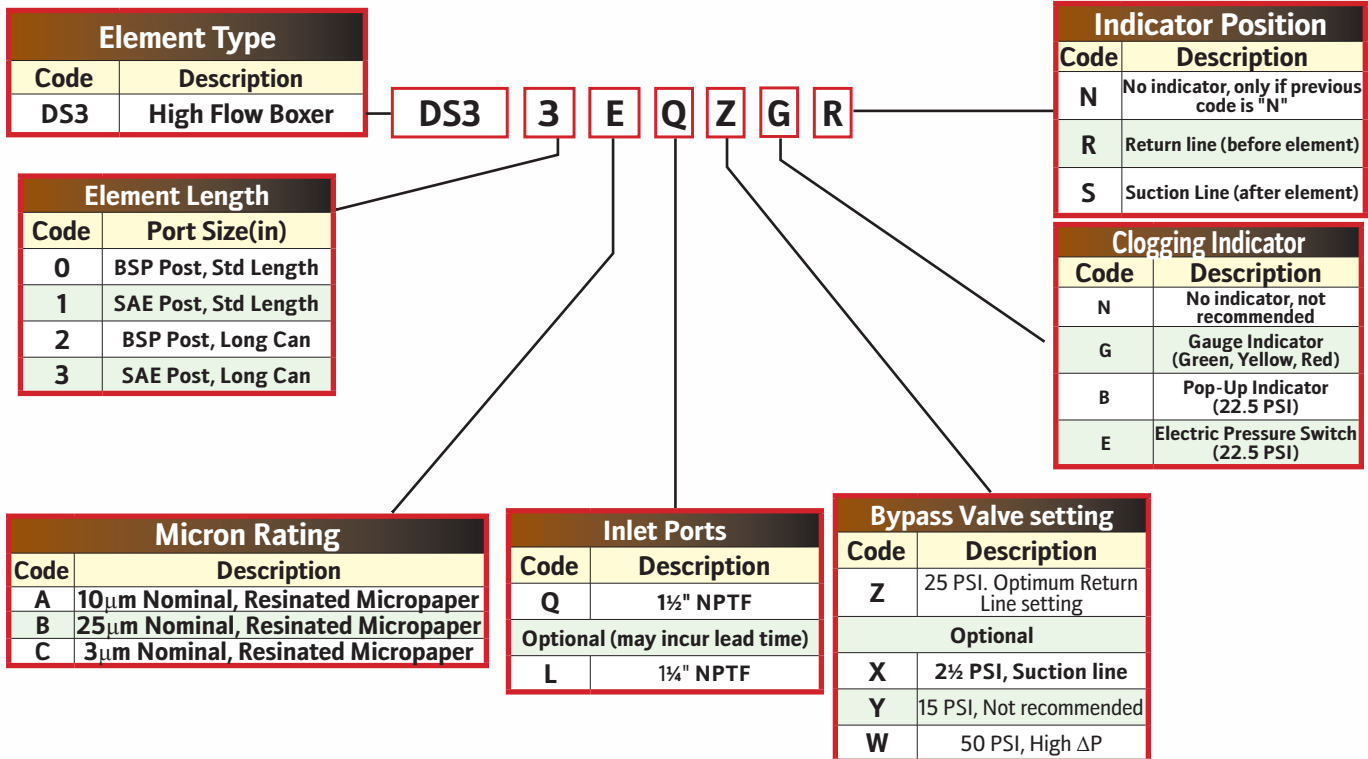 Element Type
Code Description
DS3 High Flow Boxer
DS3 3 E Q Z G R
Indicator Position
Code Description
N No indicator, only if previous
code is "N"
R Return line (before element)
S Suction Line (after element)
Element Length
Code Port Size(in)
0 BSP Post, Std Length
1 SAE Post, Std Length
2 BSP Post, Long Can
3 SAE Post, Long Can
Clogging Indicator
Code Description
N No indicator, not
recommended
G Gauge Indicator
(Green, Yellow, Red)
B Pop-Up Indicator
(22.5 PSI)
E Electric Pressure Switch
(22.5 PSI)
Micron Rating
Code Description
A 10µm Nominal, Resinated Micropaper
B 25µm Nominal, Resinated Micropaper
C 3µm Nominal, Resinated Micropaper
Inlet Ports
Code Description
Q 1½" NPTF
Optional (may incur lead time)
L 1¼" NPTF
Bypass Valve setting
Code Description
Z 25 PSI. Optimum Return
Line setting
Optional
X 2½ PSI, Suction line
Y 15 PSI, Not recommended
W 50 PSI, High ΔP